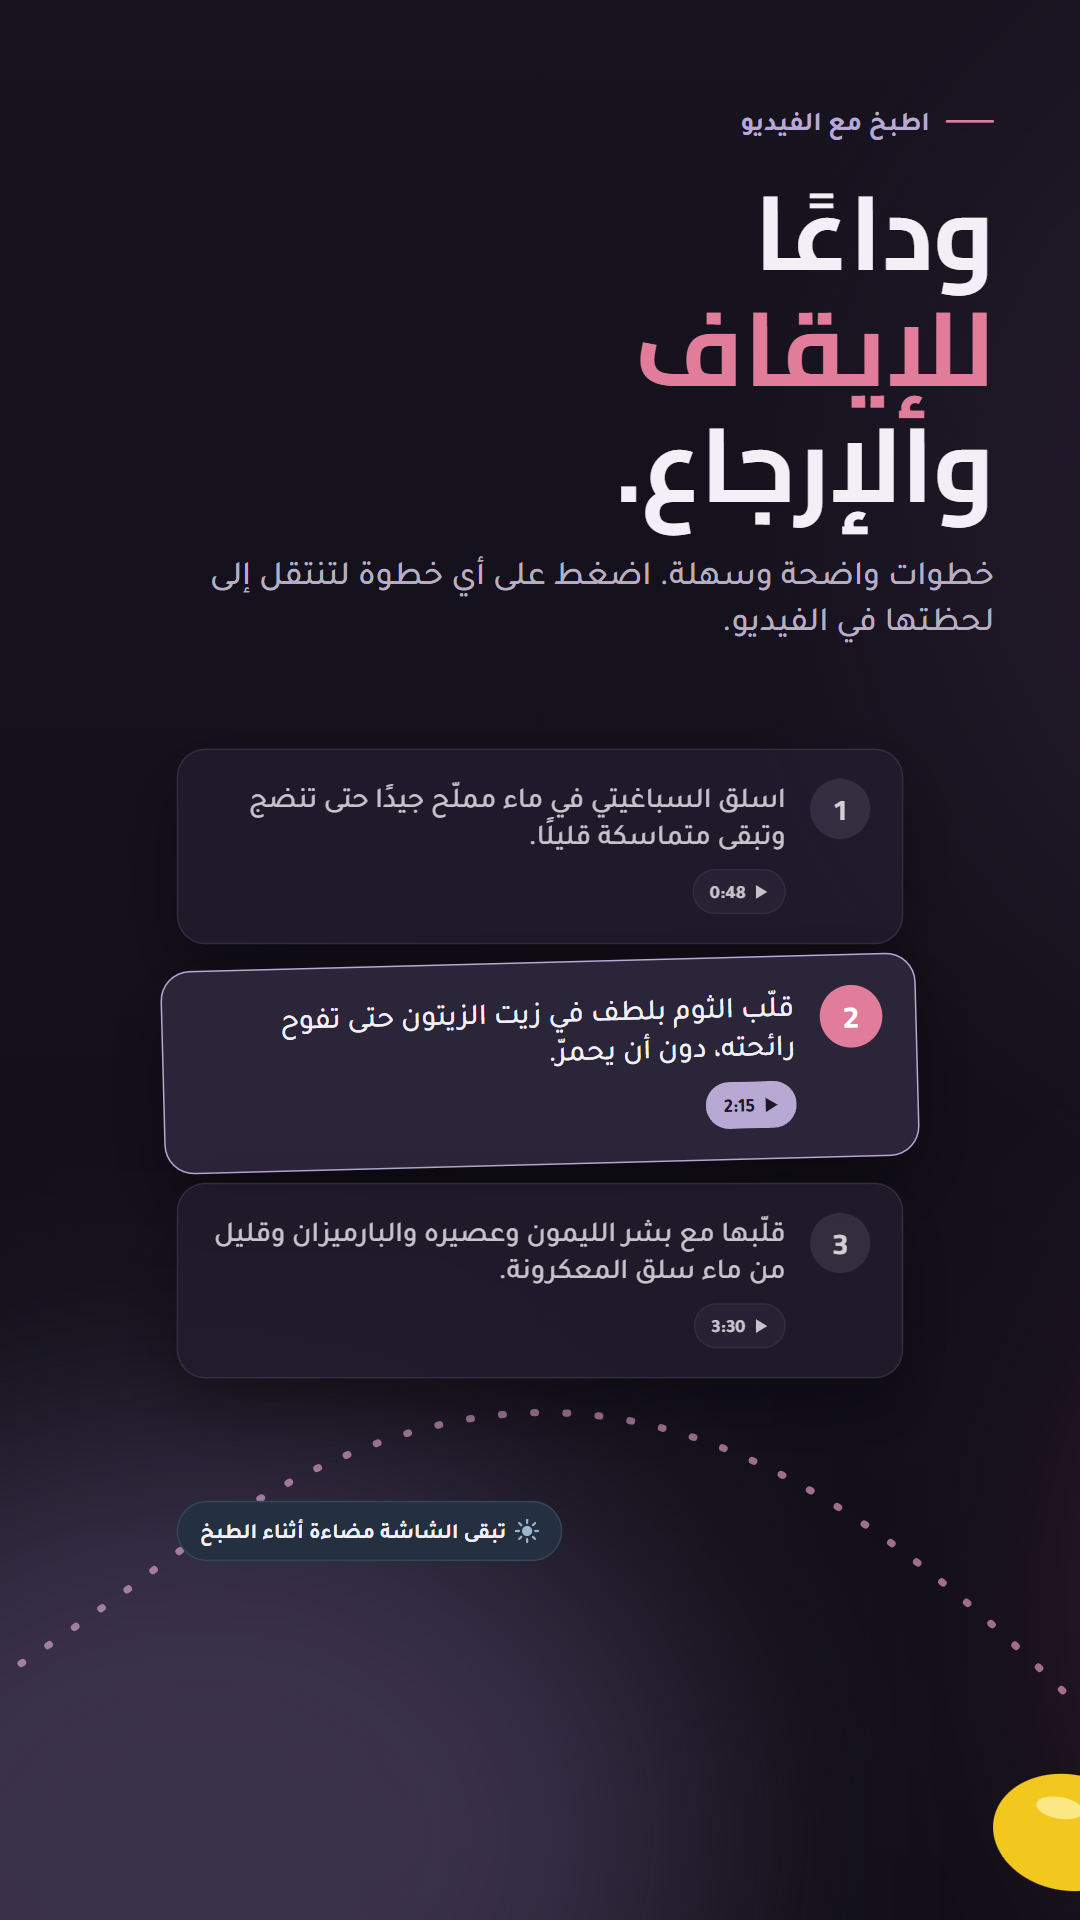 اطبخ مع الفيديو
وداعًا
للإيقاف
والإرجاع.
خطوات واضحة وسهلة. اضغط على أي خطوة لتنتقل إلى
لحظتها في الفيديو.
1
اسلق السباغيتي في ماء مملّح جيدًا حتى تنضج
وتبقى متماسكة قليلًا.
0:48
2
قلّب الثوم بلطف في زيت الزيتون حتى تفوح
رائحته، دون أن يحمرّ.
2:15
3
قلّبها مع بشر الليمون وعصيره والبارميزان وقليل
من ماء سلق المعكرونة.
3:30
تبقى الشاشة مضاءة أثناء الطبخ